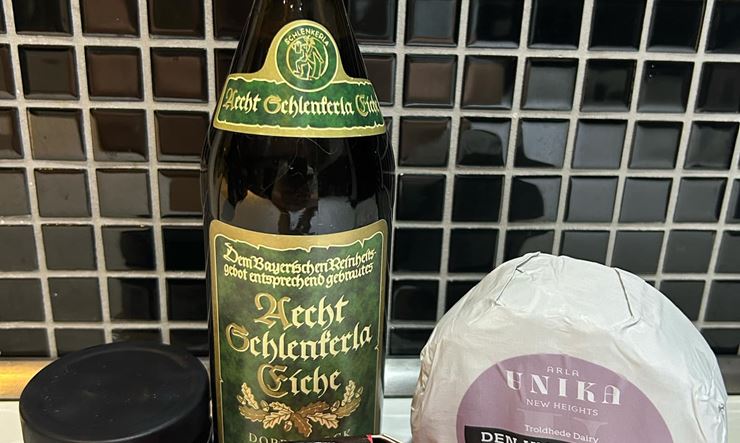 SCHLENKERLA
Aecht Schlenkerla Eiche
Dem Bayerischen Reinheits-
gebot entsprechend gebrautes
Aecht
Schlenkerla
Eiche
ARLA
UNIKA
NEW HEIGHTS
Troldhede Dairy
DEN